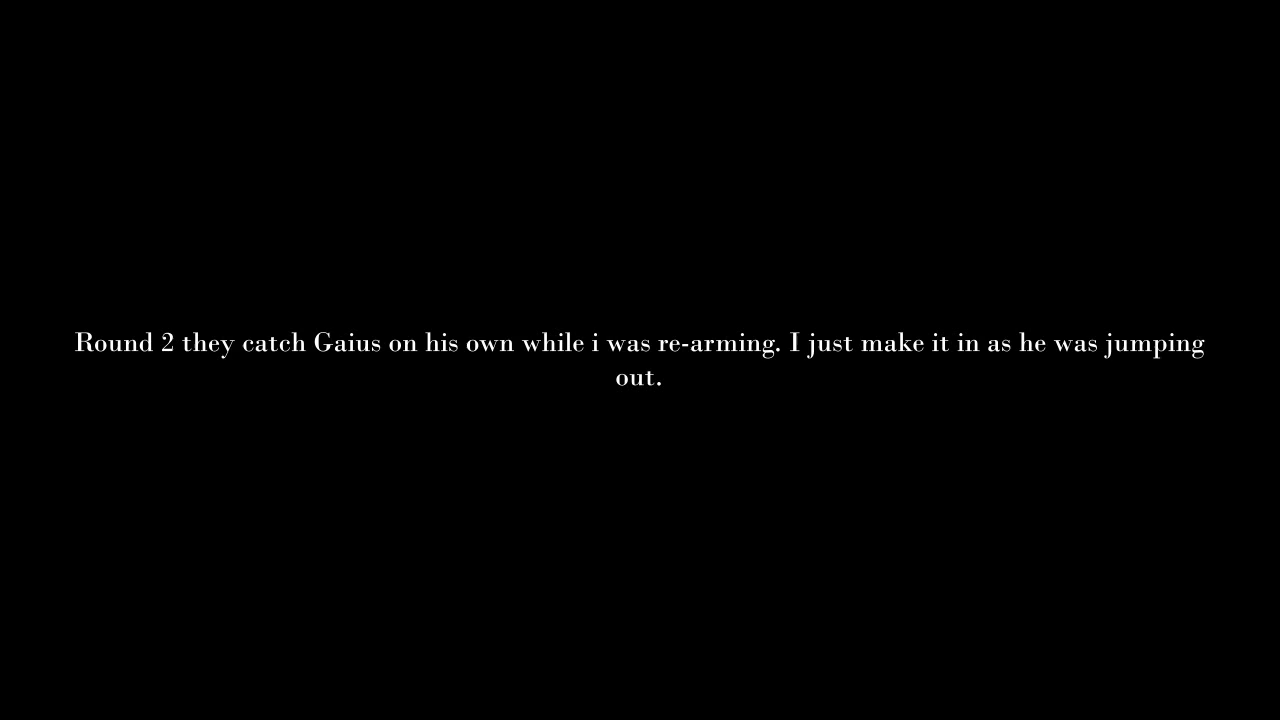 Round 2 they catch Gaius on his own while i was re-arming. I just make it in as he was jumping
out.